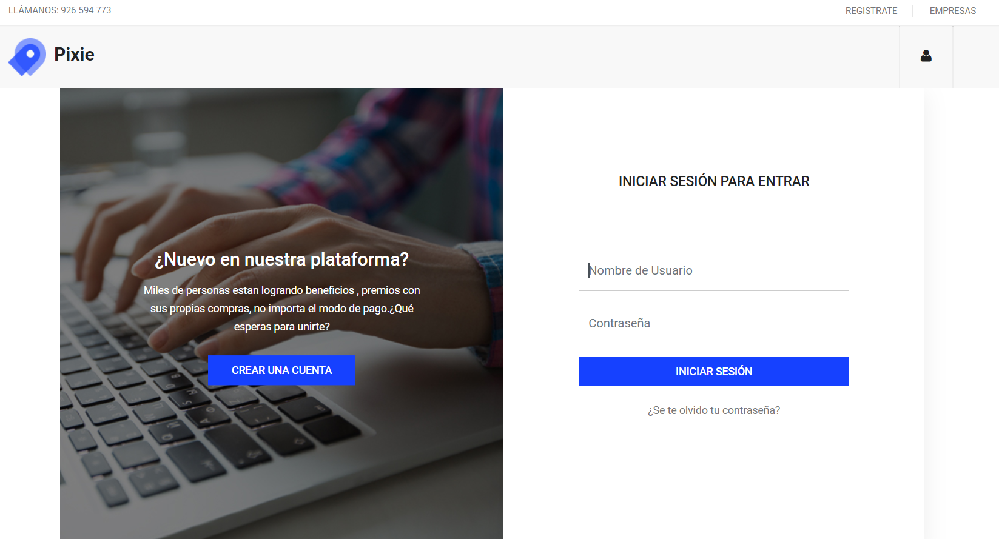 LLÁMANOS: 926 594 773
REGISTRATE
EMPRESAS
Pixie
¿Nuevo en nuestra plataforma?
Miles de personas estan logrando beneficios , premios con
sus propias compras, no importa el modo de pago.¿Qué
esperas para unirte?
CREAR UNA CUENTA
INICIAR SESIÓN PARA ENTRAR
Nombre de Usuario
Contraseña
INICIAR SESIÓN
¿Se te olvido tu contraseña?